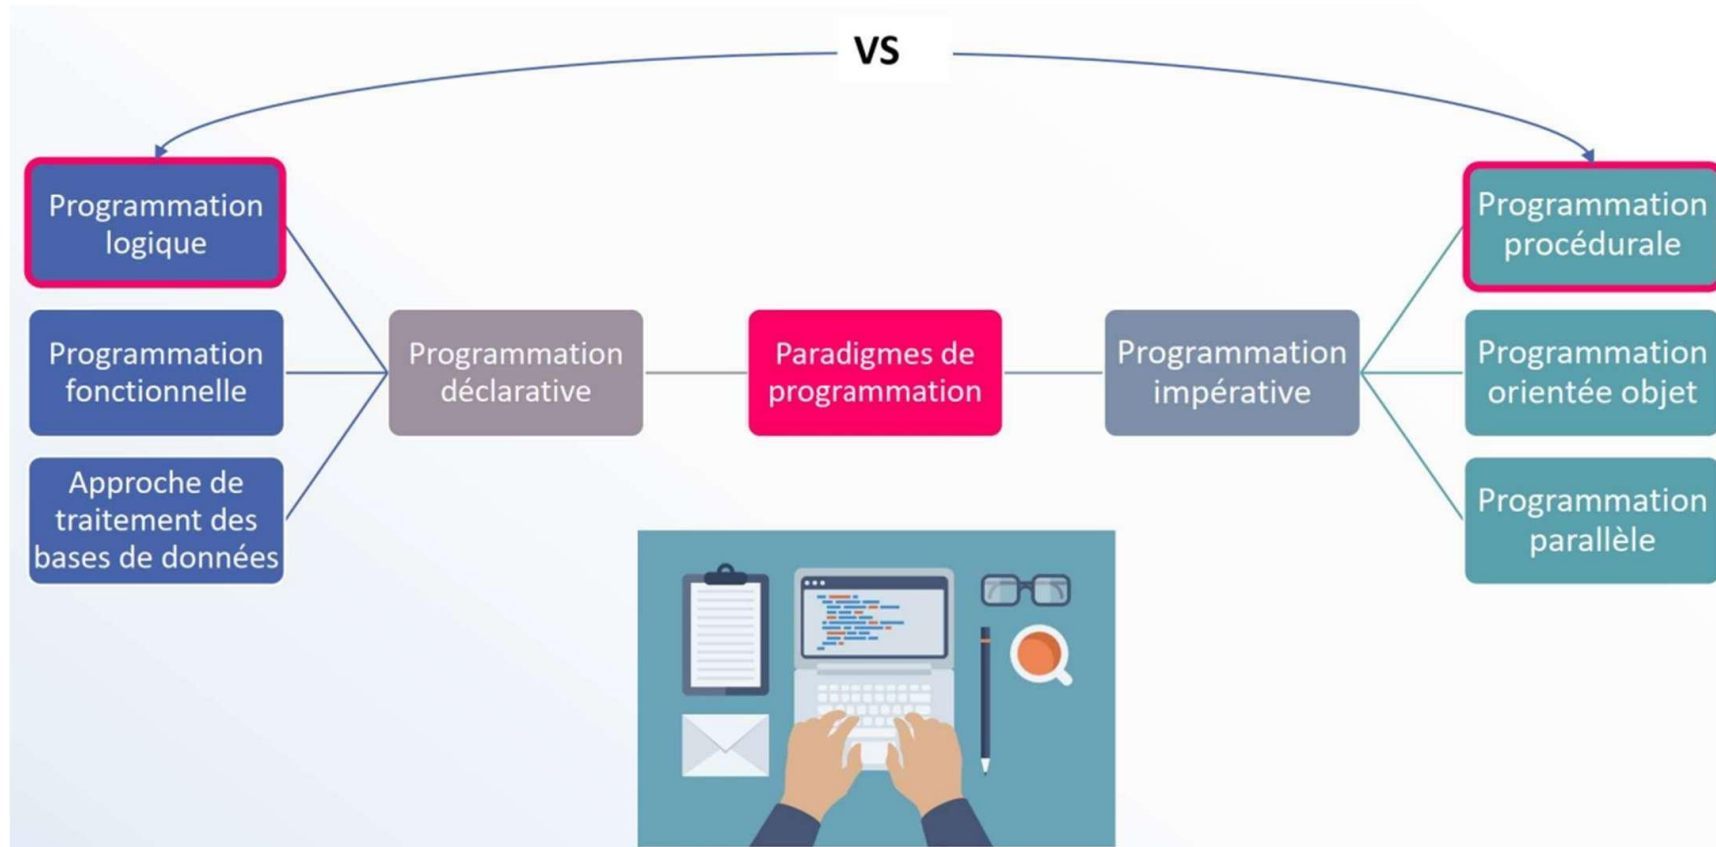 VS
Programmation
logique
Programmation
fonctionnelle
Approche de
traitement des
bases de données
Programmation
déclarative
Paradigmes de
programmation
Programmation
impérative
Programmation
procédurale
Programmation
orientée objet
Programmation
parallèle